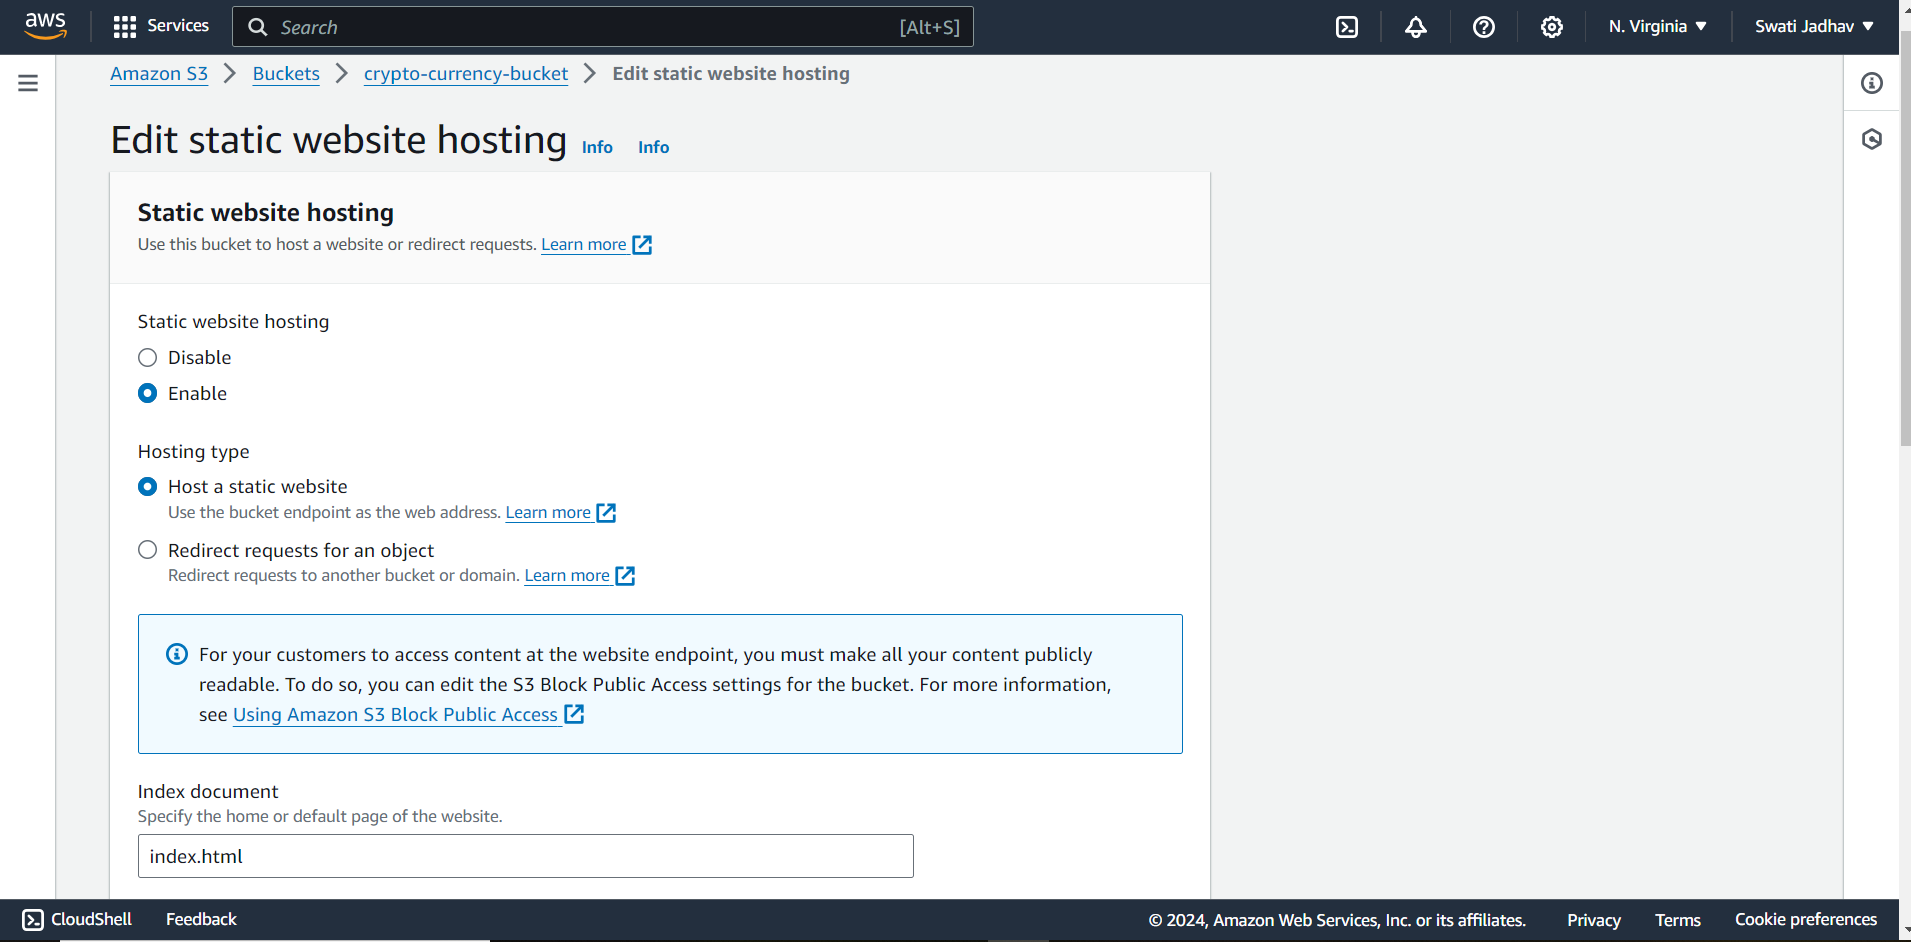 aws
Services
Search
[Alt+S]
N. Virginia
Swati Jadhav
Amazon S3
Buckets
crypto-currency-bucket
Edit static website hosting
Edit static website hosting
Info
Info
Static website hosting
Use this bucket to host a website or redirect requests. Learn more
Static website hosting
Disable
Enable
Hosting type
Host a static website
Use the bucket endpoint as the web address. Learn more
Redirect requests for an object
Redirect requests to another bucket or domain. Learn more
For your customers to access content at the website endpoint, you must make all your content publicly
readable. To do so, you can edit the S3 Block Public Access settings for the bucket. For more information,
see Using Amazon S3 Block Public Access
Index document
Specify the home or default page of the website.
index.html
CloudShell
Feedback
© 2024, Amazon Web Services, Inc. or its affiliates.
Privacy
Terms
Cookie preferences